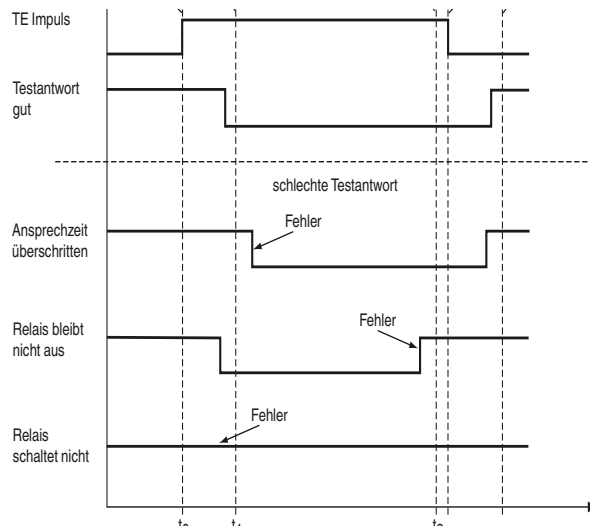 TE Impuls
Testantwort
gut
schlechte Testantwort
Ansprechzeit
überschritten
Fehler
Relais bleibt
nicht aus
Fehler
Relais
schaltet nicht
Fehler